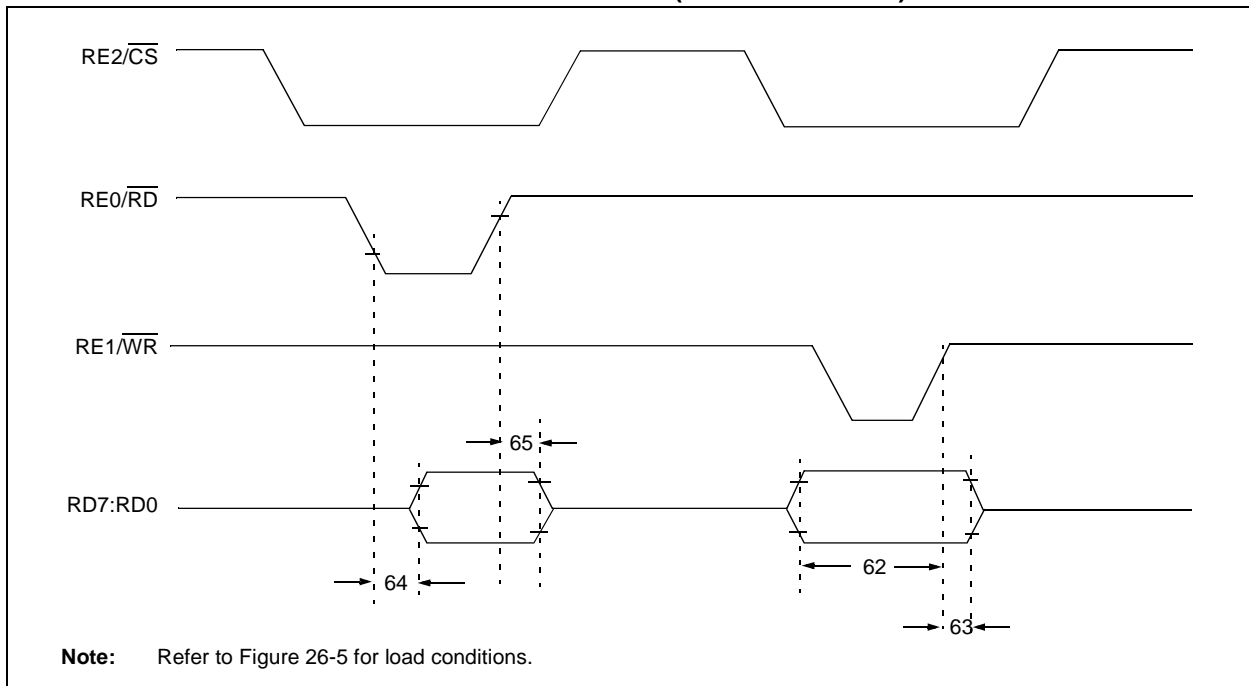 RE2/CS
RE0/RD
RE1/WR
65
RD7:RD0
64
62
63
Note: Refer to Figure 26-5 for load conditions.